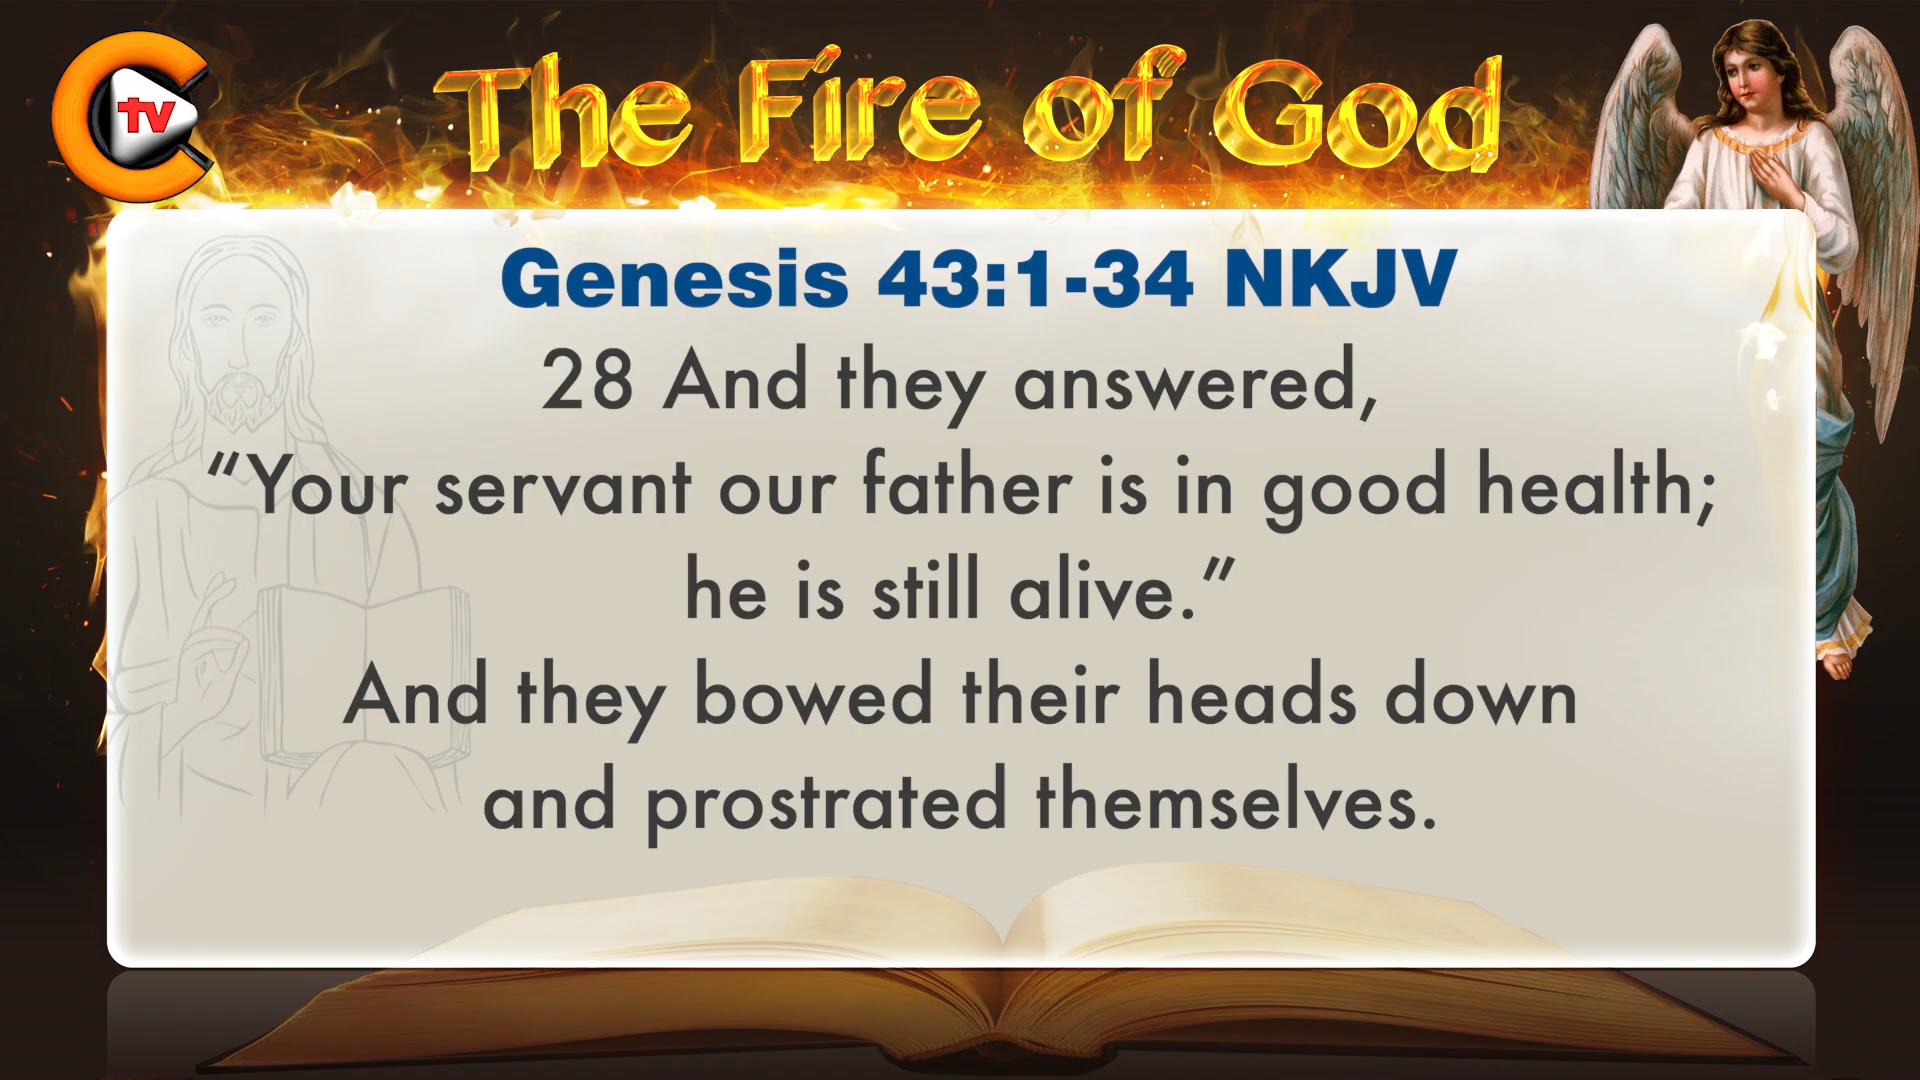 tv
The Fire of God
Genesis 43:1-34 NKJV
28 And they answered,
“Your servant our father is in good health;
he is still alive.”
And they bowed their heads down
and prostrated themselves.